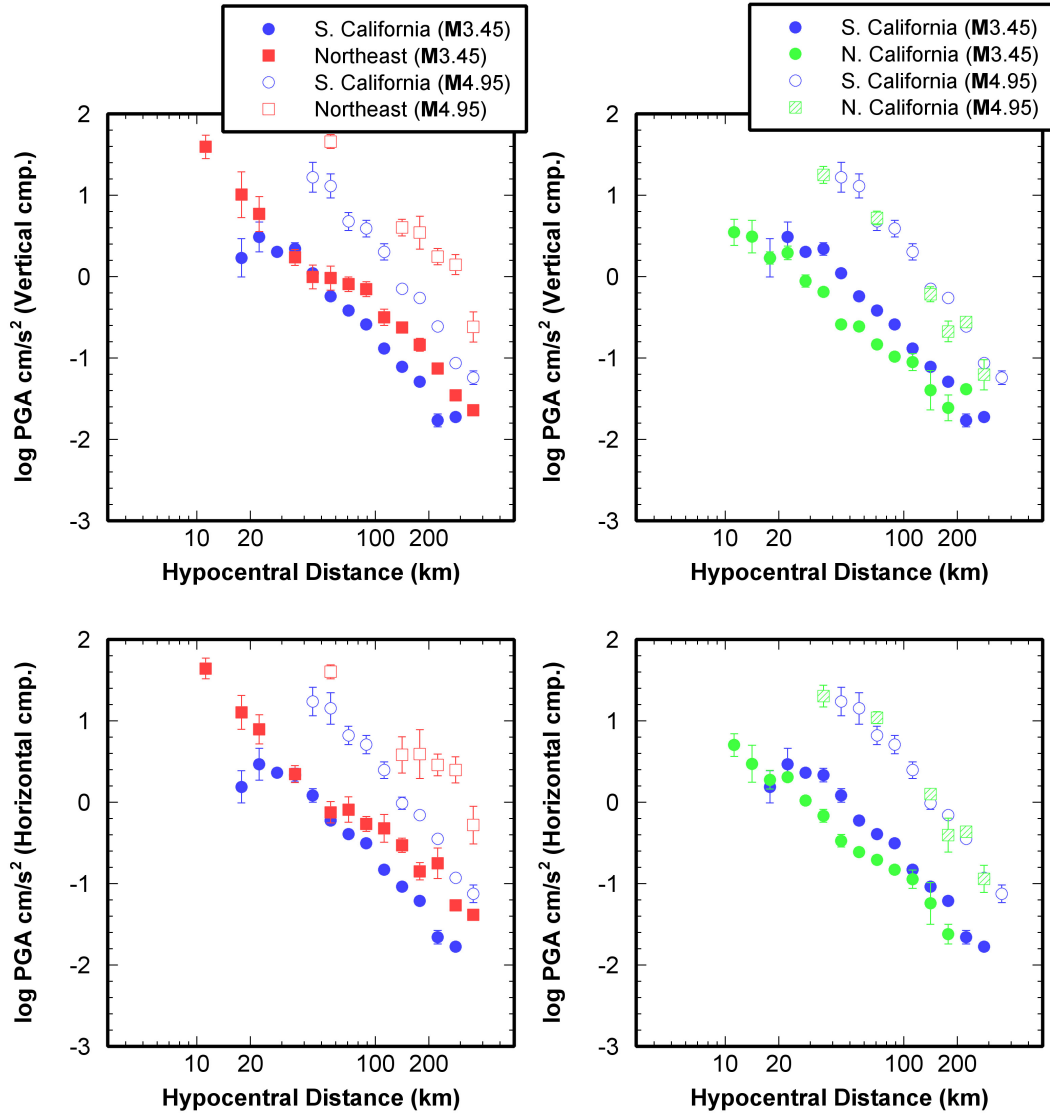 S. California (M3.45)
Northeast (M3.45)
S. California (M4.95)
Northeast (M4.95)
2
1
0
-1
-2
-3
log PGA cm/s² (Vertical cmp.)
10 20 100 200
Hypocentral Distance (km)
S. California (M3.45)
N. California (M3.45)
S. California (M4.95)
N. California (M4.95)
2
1
0
-1
-2
-3
log PGA cm/s² (Vertical cmp.)
10 20 100 200
Hypocentral Distance (km)
2
1
0
-1
-2
-3
log PGA cm/s² (Horizontal cmp.)
10 20 100 200
Hypocentral Distance (km)
2
1
0
-1
-2
-3
log PGA cm/s² (Horizontal cmp.)
10 20 100 200
Hypocentral Distance (km)